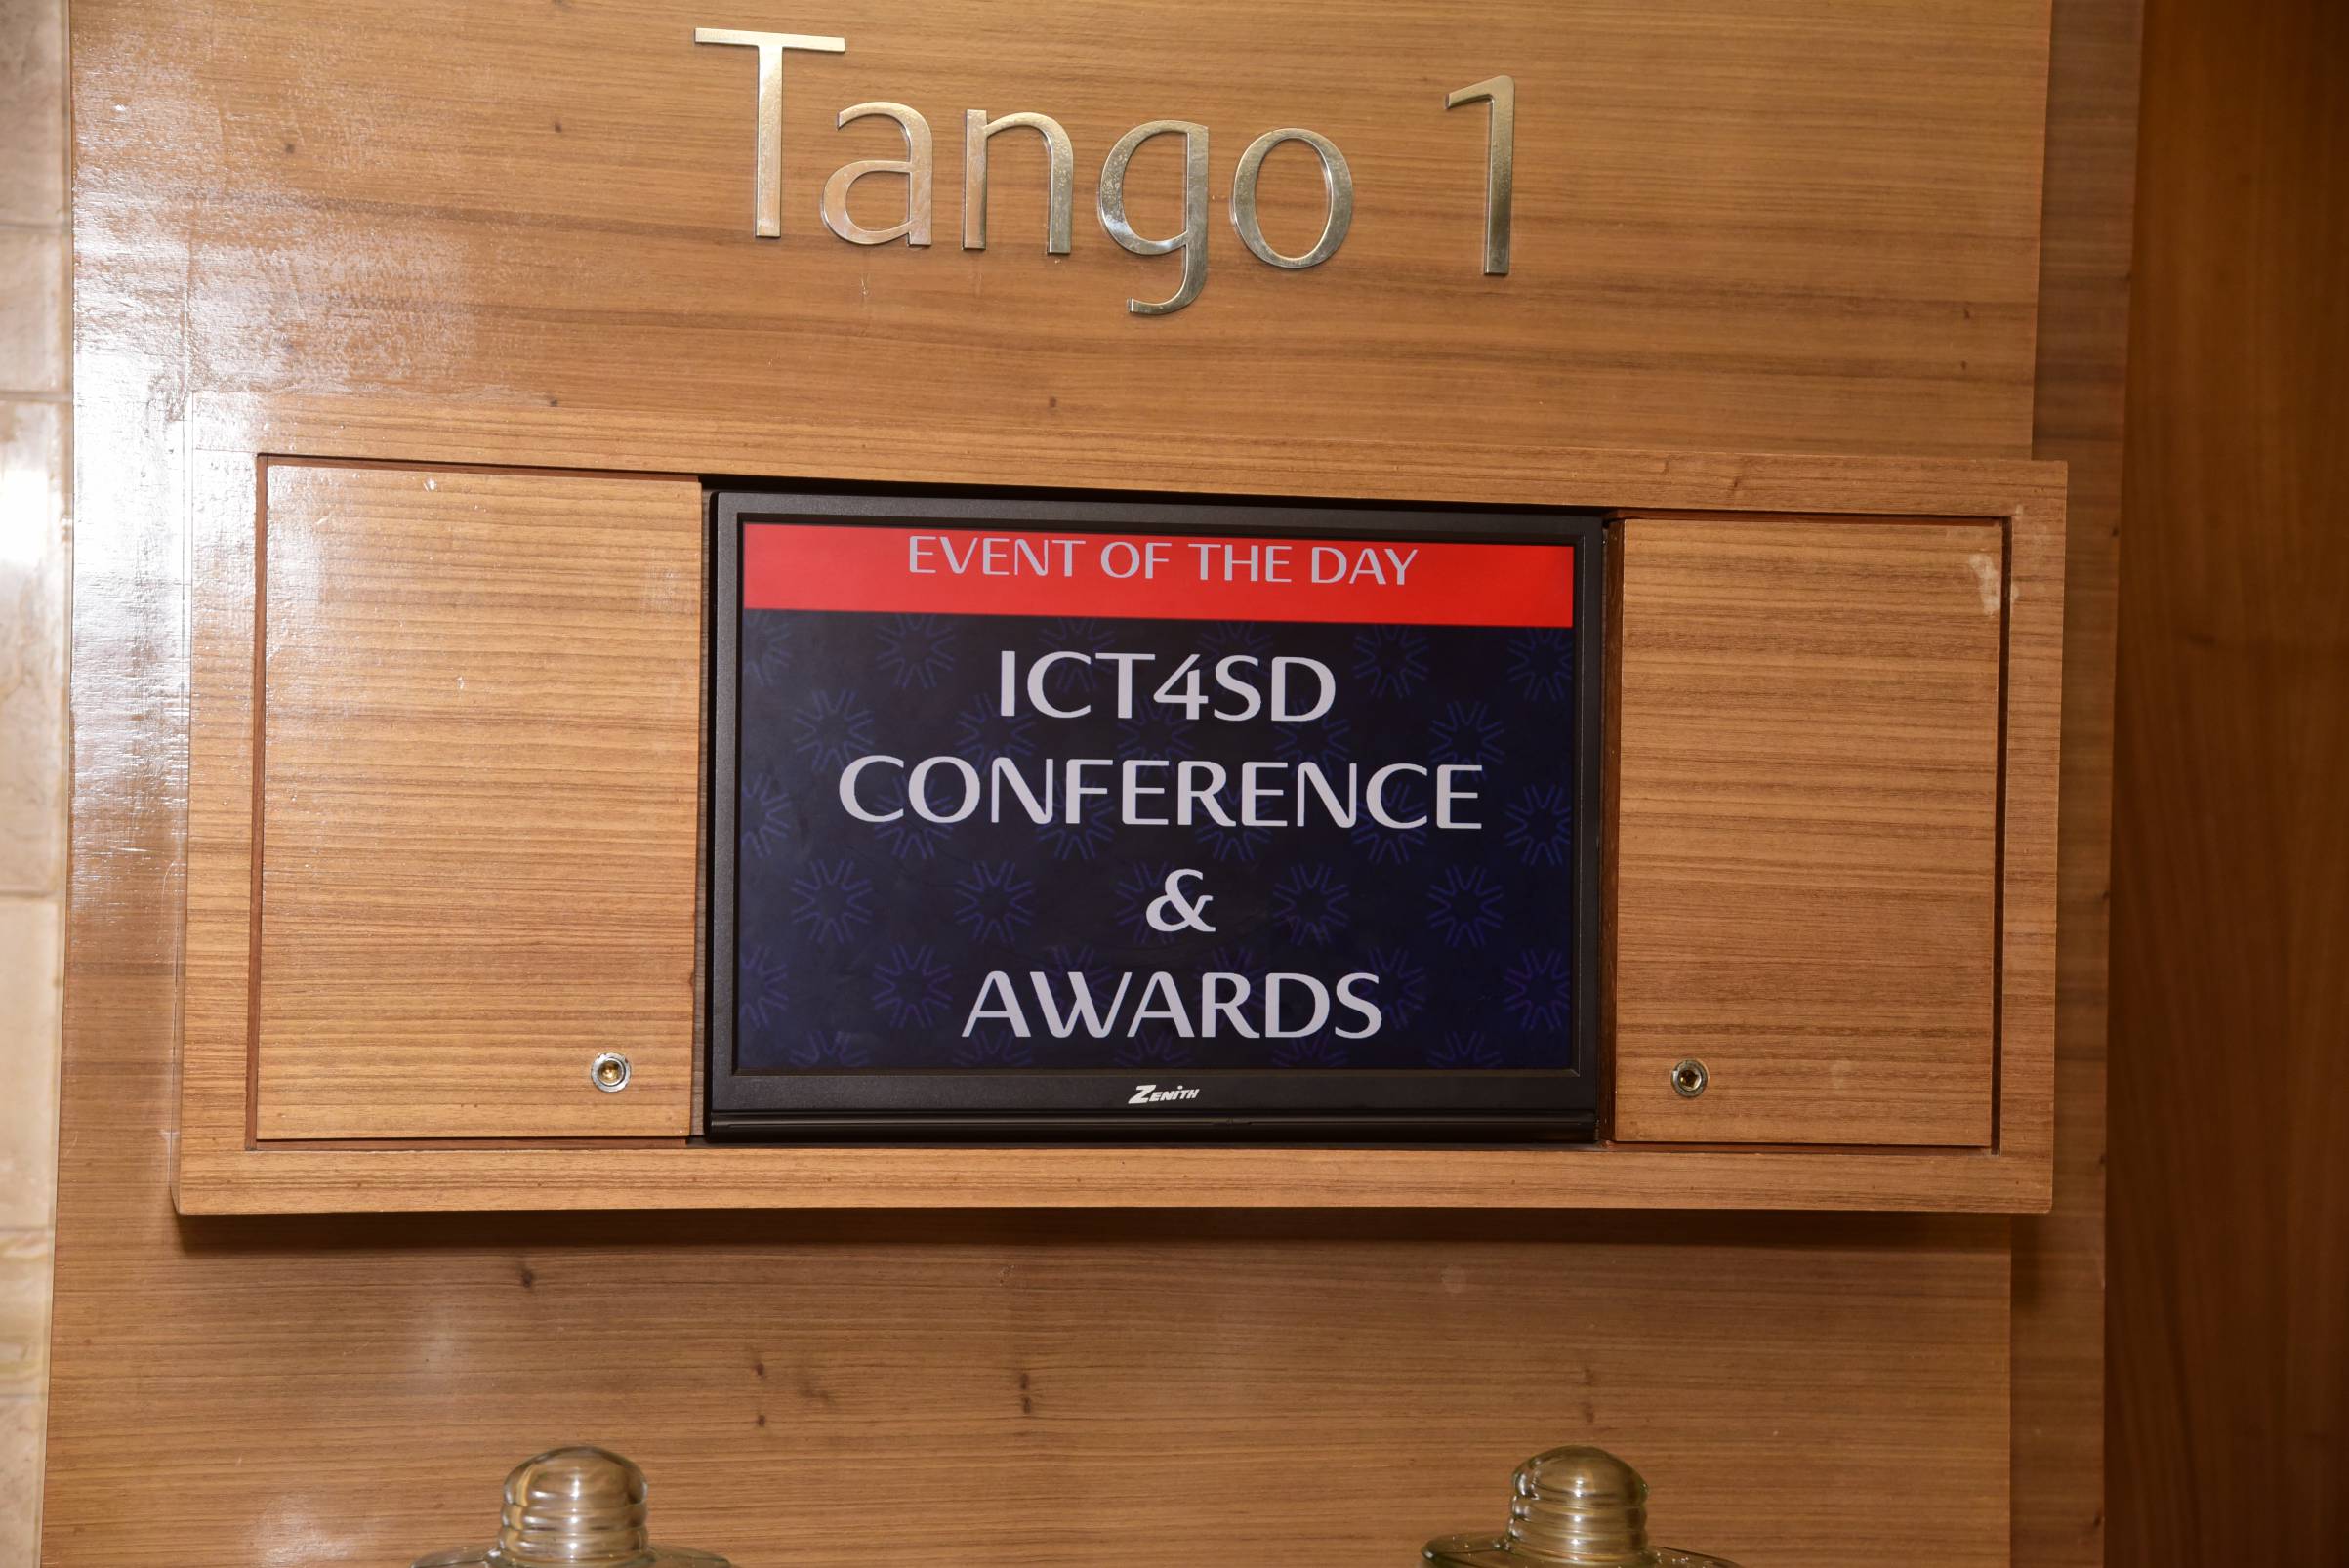 Tango 1
EVENT OF THE DAY
ICT4SD
CONFERENCE
&
AWARDS
ZENITH